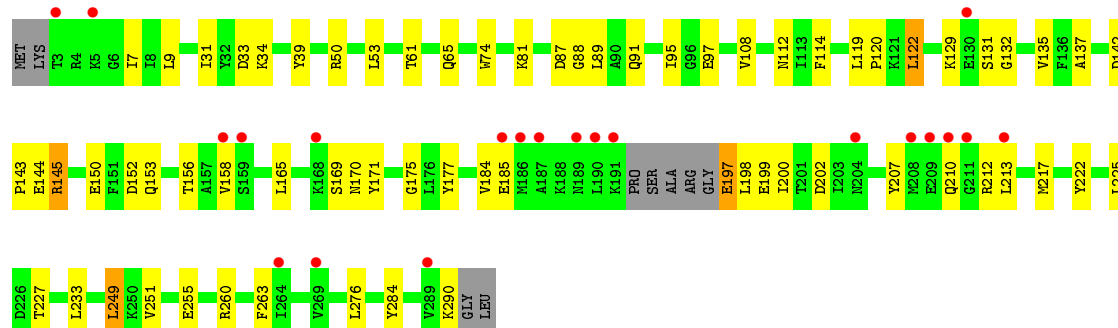 MET LYS T3 R4 K5 G6 I7 I8 L9 I31 Y32 D33 K34 Y39 R50 L53 T61 Q65 W74 K81 D87 G88 L89 A90 Q91 I95 G96 E97 V108 N112 I113 F114 L119 P120 K121 L122 K129 E130 S131 G132 V135 F136 A137 D142
P143 E144 R145 E150 F151 D152 Q153 T156 A157 V158 S159 L165 K168 S169 N170 Y171 G175 L176 Y177 V184 E185 M186 A187 K188 N189 L190 K191 PRO SER ALA ARG GLY E197 L198 E199 I200 T201 D202 I203 N204 Y207 M208 E209 Q210 G211 R212 L213 M217 Y222 L225
D226 T227 L233 L249 K250 V251 E255 R260 F263 I264 V269 L276 Y284 V289 K290 GLY LEU